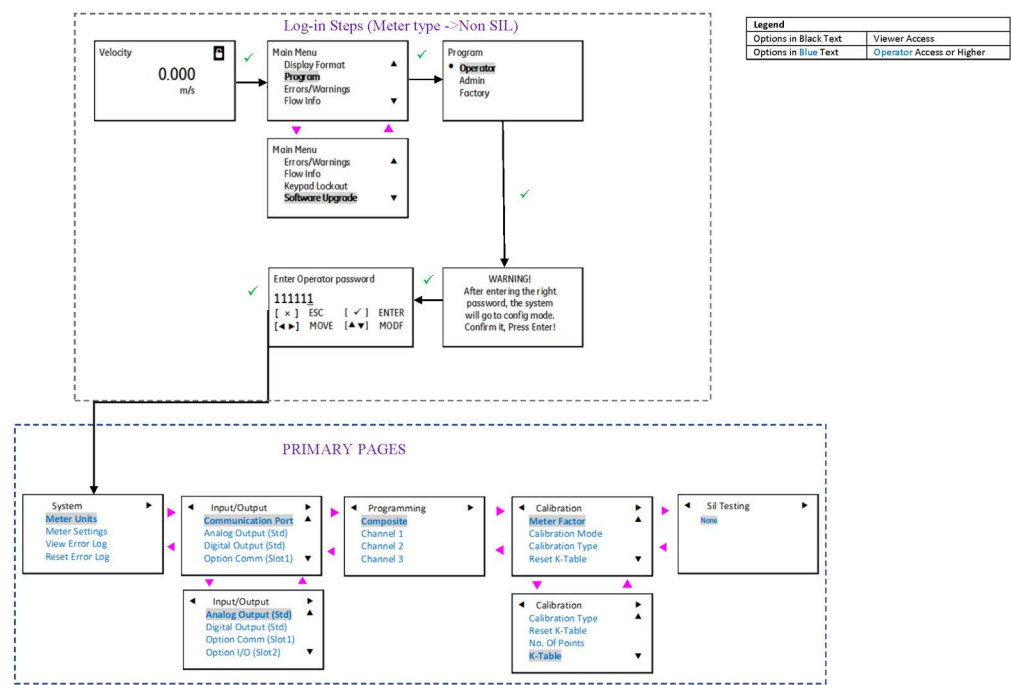 Log-in Steps (Meter type ->Non SIL)
Legend
Options in Black Text Viewer Access
Options in Blue Text Operator Access or Higher
Velocity
0.000
m/s
✓
Main Menu
Display Format ▲
Program
Errors/Warnings
Flow Info ▼
✓
Program
• Operator
Admin
Factory
▼ ▲
Main Menu
Errors/Warnings ▲
Flow Info
Keypad Lockout
Software Upgrade ▼
✓
WARNING!
After entering the right
password, the system
will go to config mode.
Confirm it, Press Enter!
✓
Enter Operator password
111111
[ × ] ESC [ ✓ ] ENTER
[◄ ►] MOVE [▲ ▼] MODF
✓
PRIMARY PAGES
System ►
Meter Units
Meter Settings
View Error Log
Reset Error Log
◄ Input/Output ►
Communication Port ▲
Analog Output (Std)
Digital Output (Std)
Option Comm (Slot1) ▼
◄ Programming ►
Composite
Channel 1
Channel 2
Channel 3
◄ Calibration ►
Meter Factor ▲
Calibration Mode
Calibration Type
Reset K-Table ▼
◄ Sil Testing ►
None
◄ Input/Output ►
Analog Output (Std) ▲
Digital Output (Std)
Option Comm (Slot1)
Option I/O (Slot2) ▼
◄ Calibration ►
Calibration Type ▲
Reset K-Table
No. Of Points
K-Table ▼